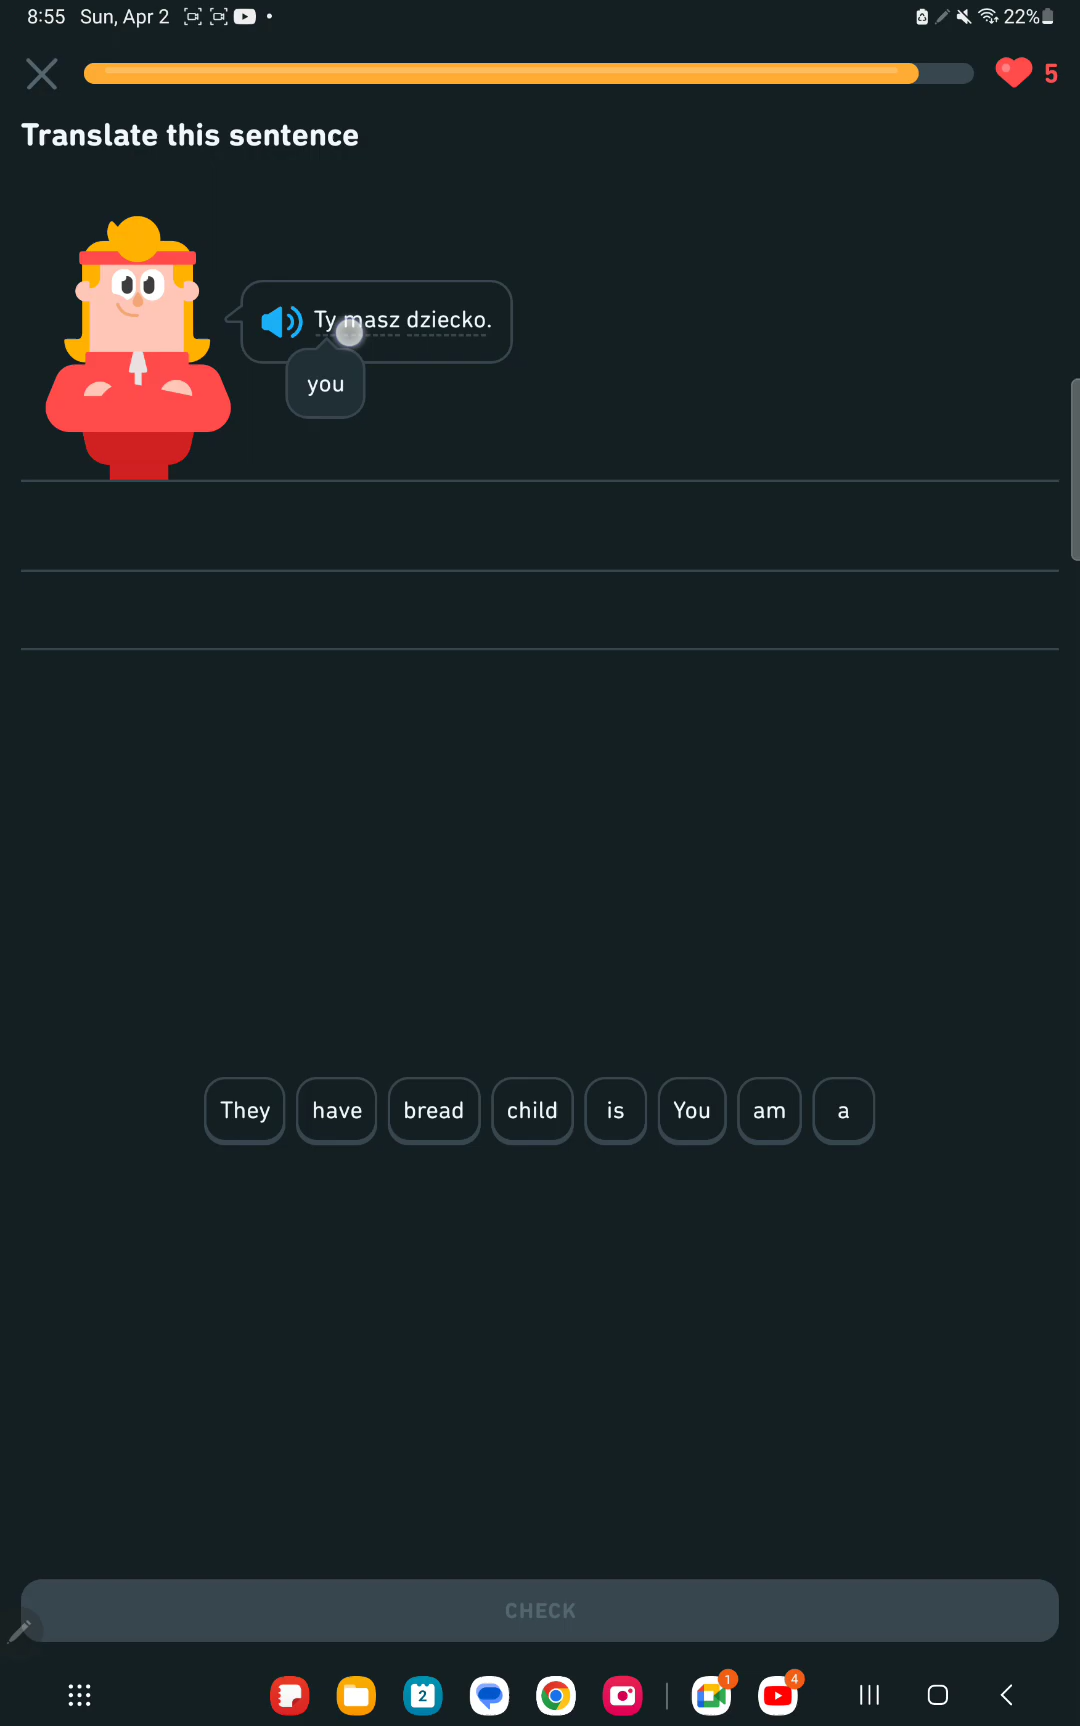 8:55 Sun, Apr 2 22%
5
Translate this sentence
Ty masz dziecko.
you
They have bread child is You am a
CHECK
2 1 4